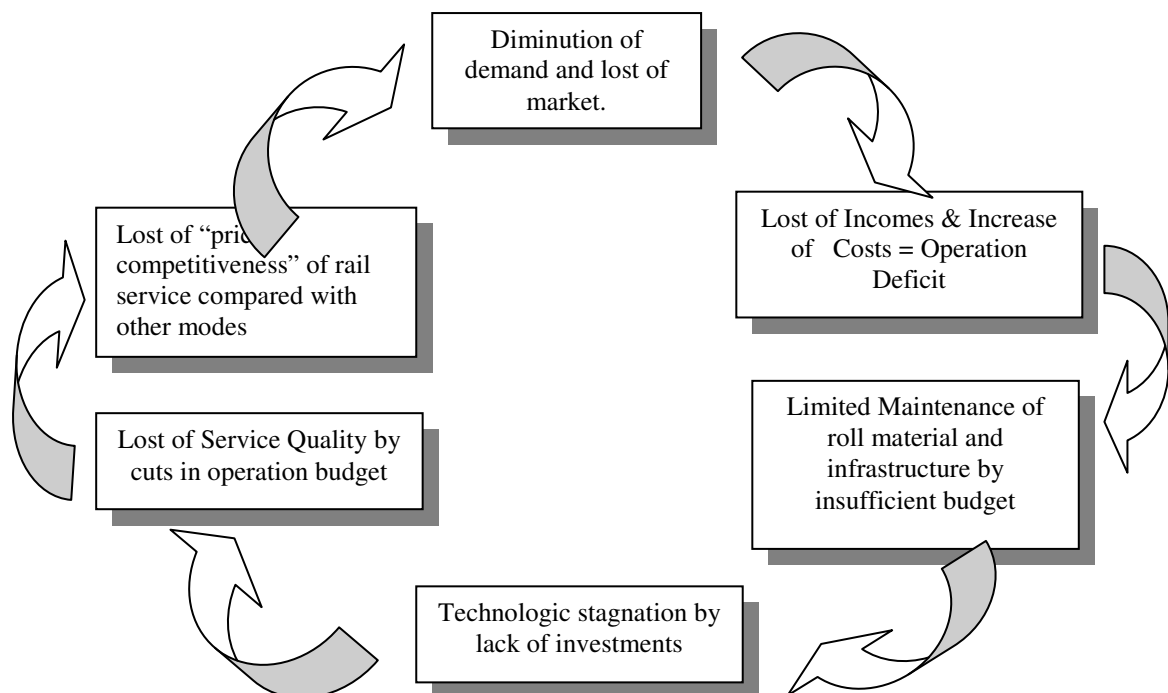 Diminution of
demand and lost of
market.
Lost of Incomes & Increase
of Costs = Operation
Deficit
Limited Maintenance of
roll material and
infrastructure by
insufficient budget
Technologic stagnation by
lack of investments
Lost of Service Quality by
cuts in operation budget
Lost of
competitiveness” of rail
service compared with
other modes